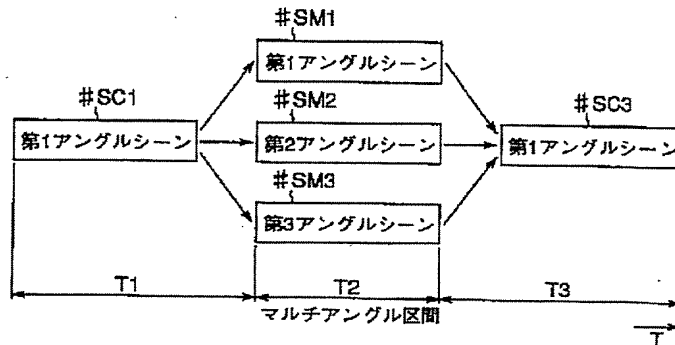 #SM1
第1アングルシーン
#SC1
第1アングルシーン
#SM2
第2アングルシーン
#SC3
第1アングルシーン
#SM3
第3アングルシーン
T1
T2
T3
マルチアングル区間
T